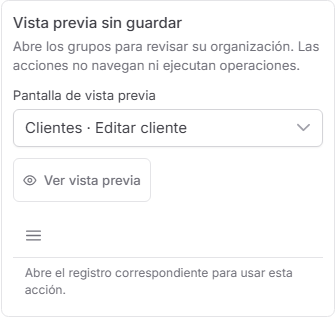 Vista previa sin guardar
Abre los grupos para revisar su organización. Las
acciones no navegan ni ejecutan operaciones.
Pantalla de vista previa
Clientes · Editar cliente
Ver vista previa
Abre el registro correspondiente para usar esta
acción.